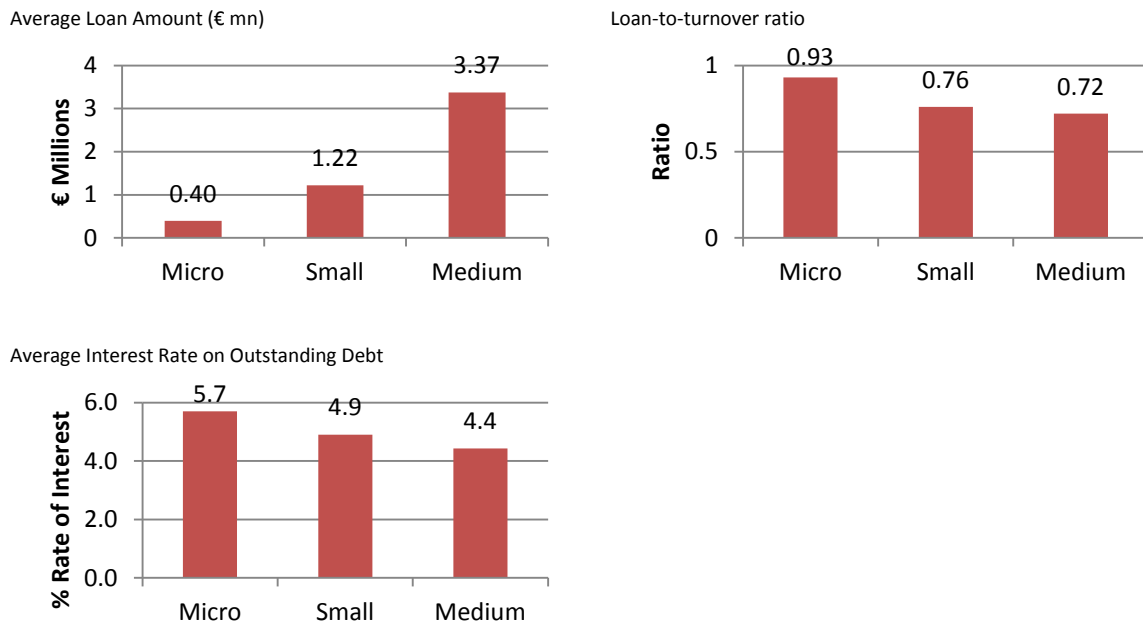 Average Loan Amount (€ mn)
€ Millions
4
3
2
1
0
0.40
1.22
3.37
Micro Small Medium
Loan-to-turnover ratio
Ratio
1
0.5
0
0.93
0.76
0.72
Micro Small Medium
Average Interest Rate on Outstanding Debt
% Rate of Interest
6.0
4.0
2.0
0.0
5.7
4.9
4.4
Micro Small Medium